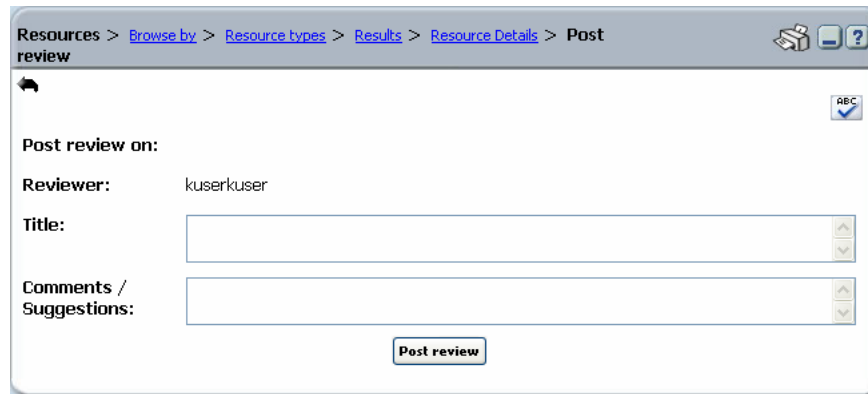 Resources > Browse by > Resource types > Results > Resource Details > Post
review
?
ABC
Post review on:
Reviewer: kuserkuser
Title:
Comments /
Suggestions:
Post review